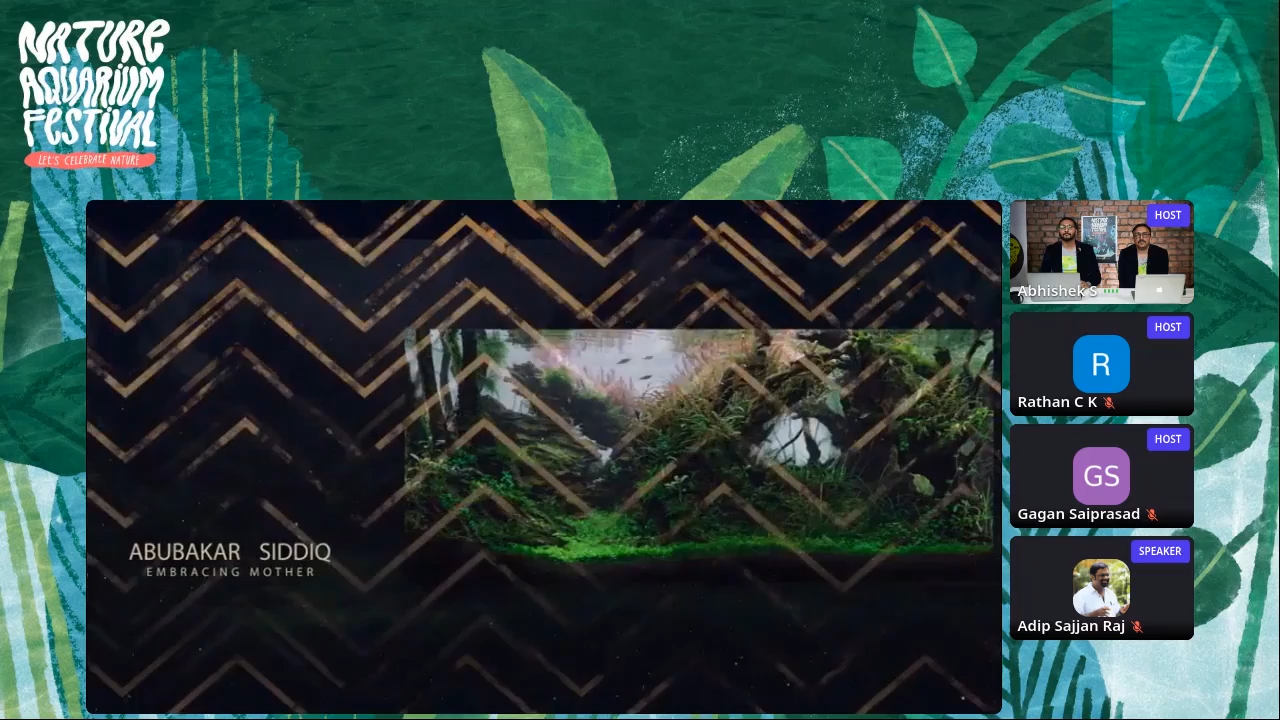 NATURE
AQUARIUM
FESTIVAL
LET'S CELEBRATE NATURE
HOST
Abhishek S
HOST
R
Rathan C K
HOST
GS
Gagan Saiprasad
SPEAKER
Adip Sajjan Raj
ABUBAKAR SIDDIQ
EMBRACING MOTHER